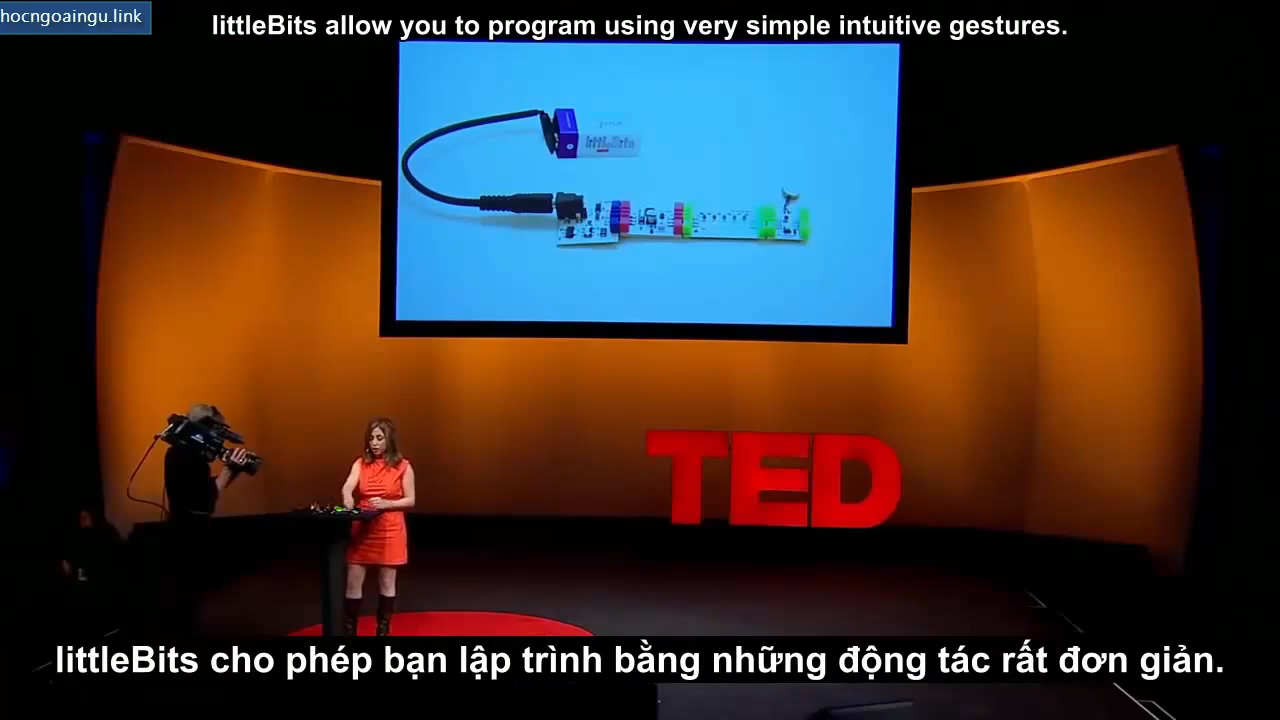 hocngoaingu.link
littleBits allow you to program using very simple intuitive gestures.
littleBits
TED
littleBits cho phép bạn lập trình bằng những động tác rất đơn giản.